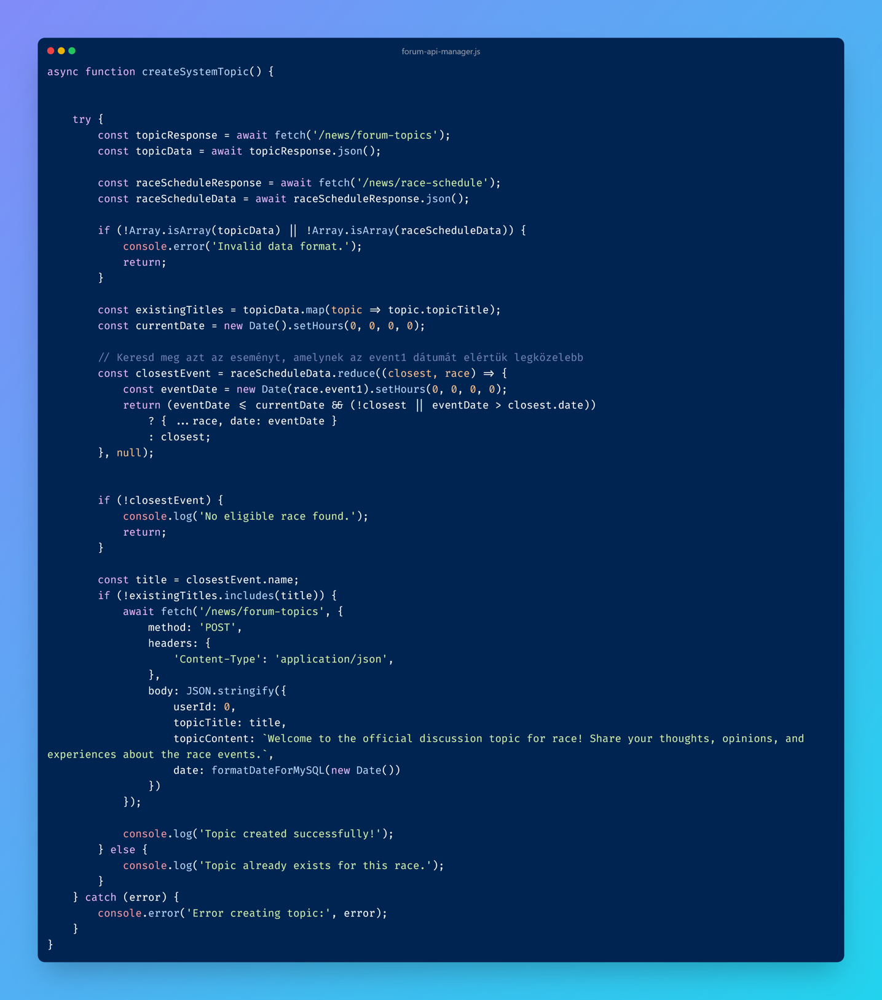 forum-api-manager.js
async function createSystemTopic() {
    try {
        const topicResponse = await fetch('/news/forum-topics');
        const topicData = await topicResponse.json();
        const raceScheduleResponse = await fetch('/news/race-schedule');
        const raceScheduleData = await raceScheduleResponse.json();
        if (!Array.isArray(topicData) || !Array.isArray(raceScheduleData)) {
            console.error('Invalid data format.');
            return;
        }
        const existingTitles = topicData.map(topic => topic.topicTitle);
        const currentDate = new Date().setHours(0, 0, 0, 0);
        // Keresd meg azt az eseményt, amelynek az event1 dátumát elértük legközelebb
        const closestEvent = raceScheduleData.reduce((closest, race) => {
            const eventDate = new Date(race.event1).setHours(0, 0, 0, 0);
            return (eventDate <= currentDate && (!closest || eventDate > closest.date))
                ? { ...race, date: eventDate }
                : closest;
        }, null);
        if (!closestEvent) {
            console.log('No eligible race found.');
            return;
        }
        const title = closestEvent.name;
        if (!existingTitles.includes(title)) {
            await fetch('/news/forum-topics', {
                method: 'POST',
                headers: {
                    'Content-Type': 'application/json',
                },
                body: JSON.stringify({
                    userId: 0,
                    topicTitle: title,
                    topicContent: `Welcome to the official discussion topic for race! Share your thoughts, opinions, and
experiences about the race events.`,
                    date: formatDateForMySQL(new Date())
                })
            });
            console.log('Topic created successfully!');
        } else {
            console.log('Topic already exists for this race.');
        }
    } catch (error) {
        console.error('Error creating topic:', error);
    }
}